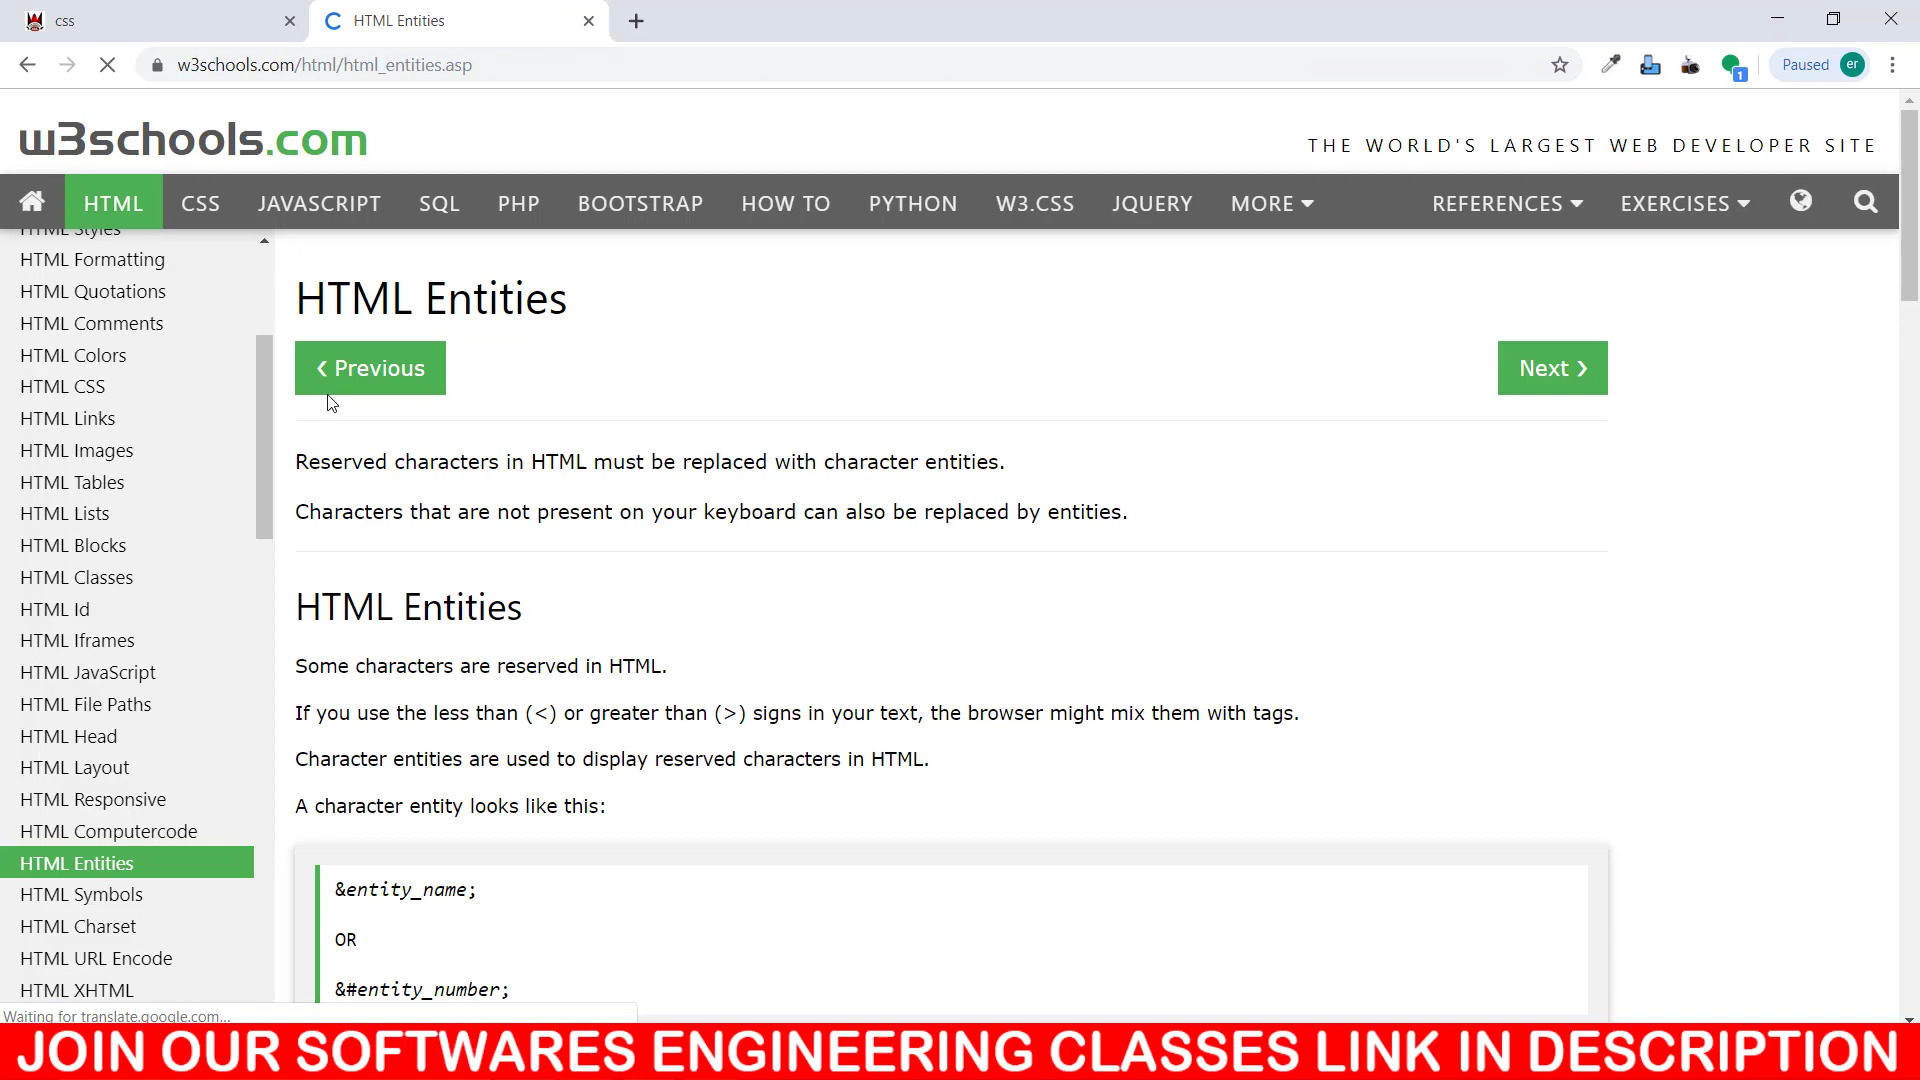 css
HTML Entities
w3schools.com/html/html_entities.asp
1
Paused
er
w3schools.com
THE WORLD'S LARGEST WEB DEVELOPER SITE
HTML CSS JAVASCRIPT SQL PHP BOOTSTRAP HOW TO PYTHON W3.CSS JQUERY MORE REFERENCES EXERCISES
HTML Styles
HTML Formatting
HTML Quotations
HTML Comments
HTML Colors
HTML CSS
HTML Links
HTML Images
HTML Tables
HTML Lists
HTML Blocks
HTML Classes
HTML Id
HTML Iframes
HTML JavaScript
HTML File Paths
HTML Head
HTML Layout
HTML Responsive
HTML Computercode
HTML Entities
HTML Symbols
HTML Charset
HTML URL Encode
HTML XHTML
HTML Entities
❮ Previous
Next ❯
Reserved characters in HTML must be replaced with character entities.
Characters that are not present on your keyboard can also be replaced by entities.
HTML Entities
Some characters are reserved in HTML.
If you use the less than (<) or greater than (>) signs in your text, the browser might mix them with tags.
Character entities are used to display reserved characters in HTML.
A character entity looks like this:
&entity_name;
OR
&#entity_number;
Waiting for translate.google.com...
JOIN OUR SOFTWARES ENGINEERING CLASSES LINK IN DESCRIPTION